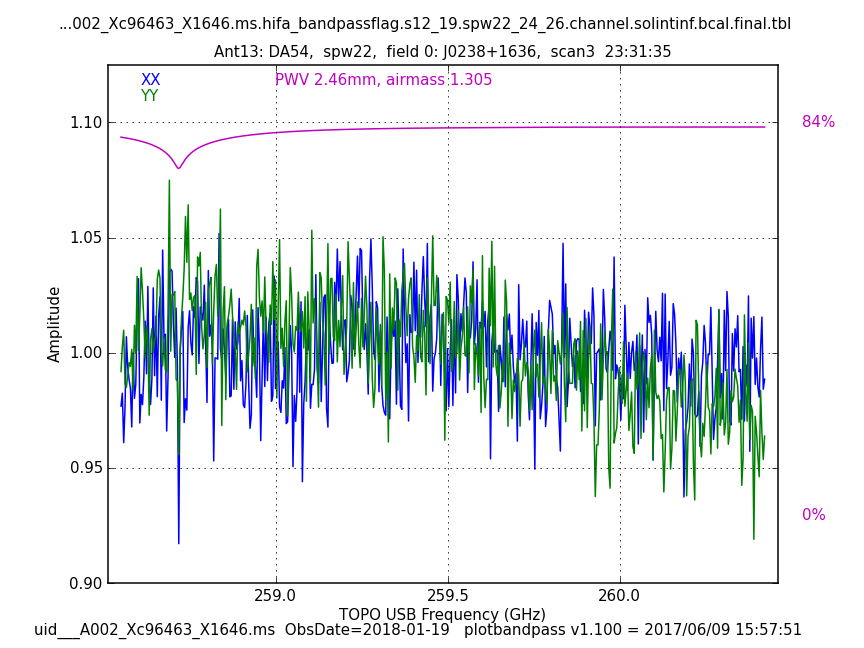 ...002_Xc96463_X1646.ms.hifa_bandpassflag.s12_19.spw22_24_26.channel.solintinf.bcal.final.tbl
Ant13: DA54,  spw22,  field 0: J0238+1636,  scan3  23:31:35
XX
PWV 2.46mm, airmass 1.305
YY
84%
1.10
1.05
1.00
0.95
0.90
Amplitude
0%
259.0
259.5
260.0
TOPO USB Frequency (GHz)
uid___A002_Xc96463_X1646.ms  ObsDate=2018-01-19   plotbandpass v1.100 = 2017/06/09 15:57:51